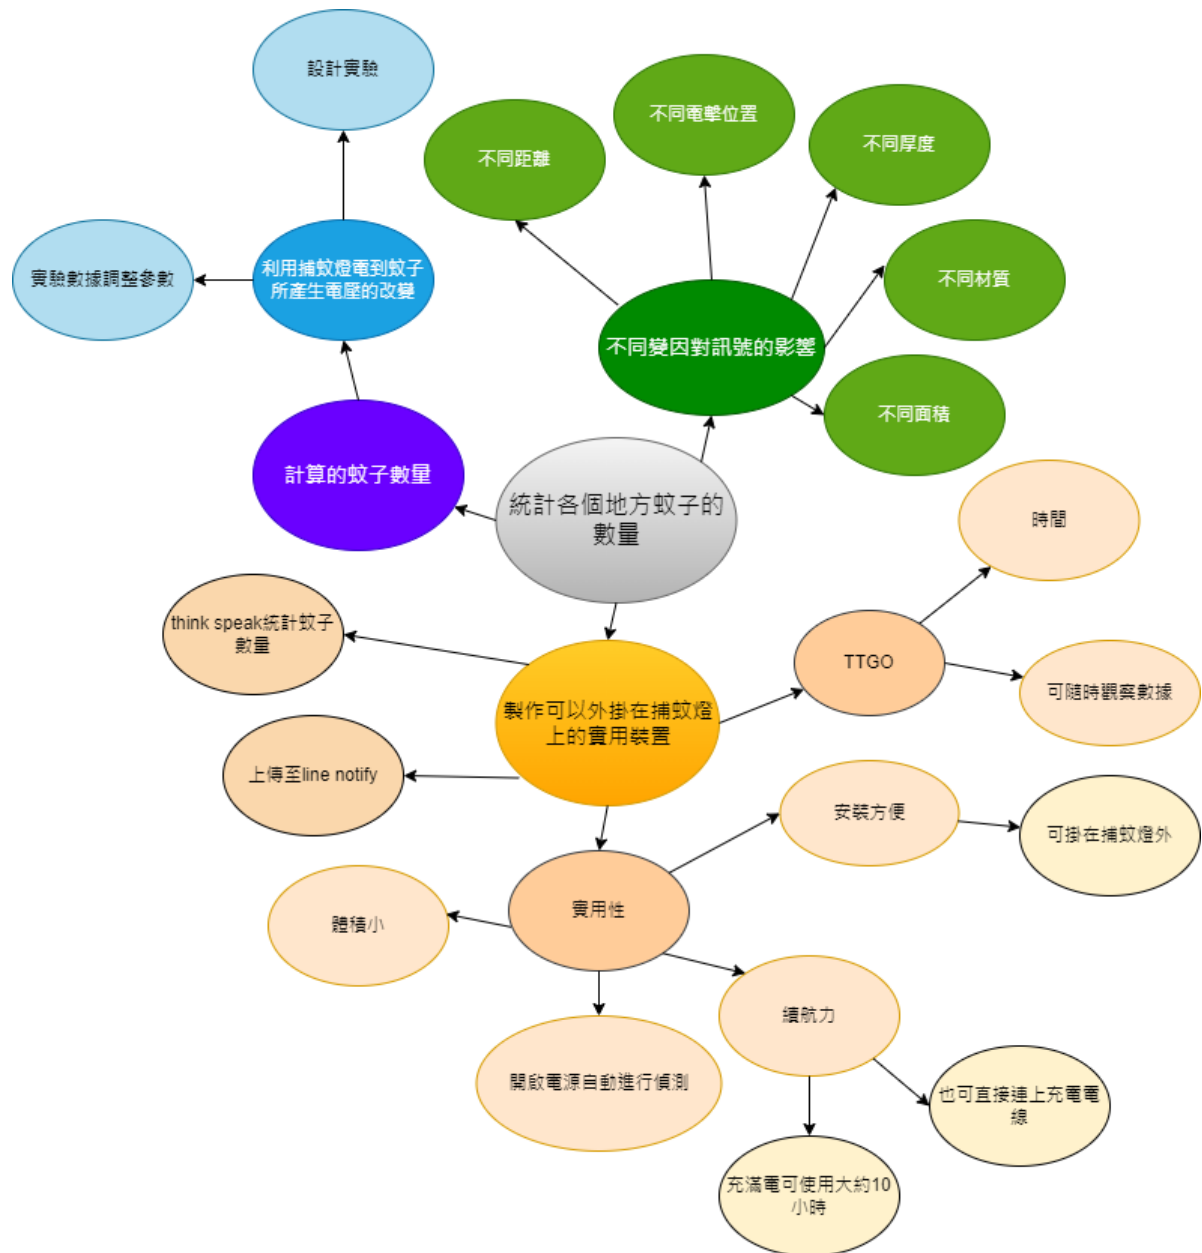 設計實驗
不同電擊位置
不同厚度
不同距離
實驗數據調整參數
利用捕蚊燈電到蚊子
所產生電壓的改變
不同材質
不同變因對訊號的影響
不同面積
計算的蚊子數量
統計各個地方蚊子的
數量
時間
think speak統計蚊子
數量
TTGO
可隨時觀察數據
製作可以外掛在捕蚊燈
上的實用裝置
上傳至line notify
安裝方便
可掛在捕蚊燈外
實用性
體積小
續航力
開啟電源自動進行偵測
也可直接連上充電電
線
充滿電可使用大約10
小時